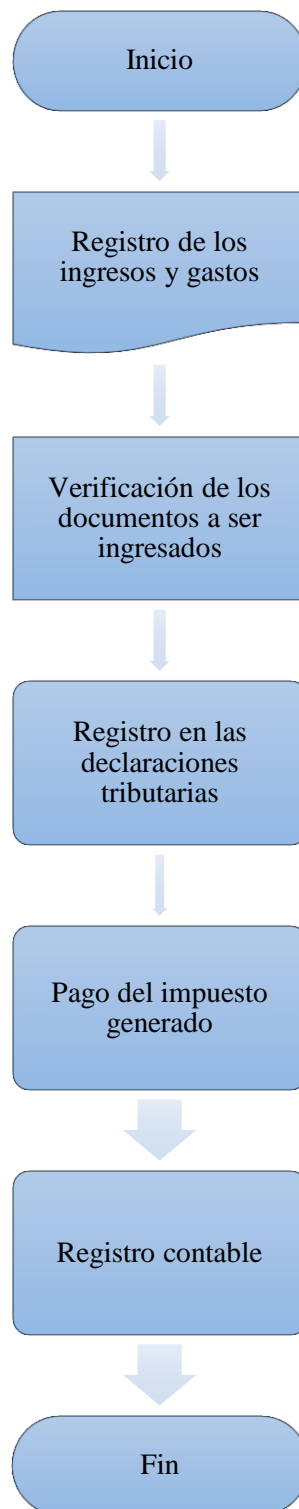 Inicio
Registro de los
ingresos y gastos
Verificación de los
documentos a ser
ingresados
Registro en las
declaraciones
tributarias
Pago del impuesto
generado
Registro contable
Fin